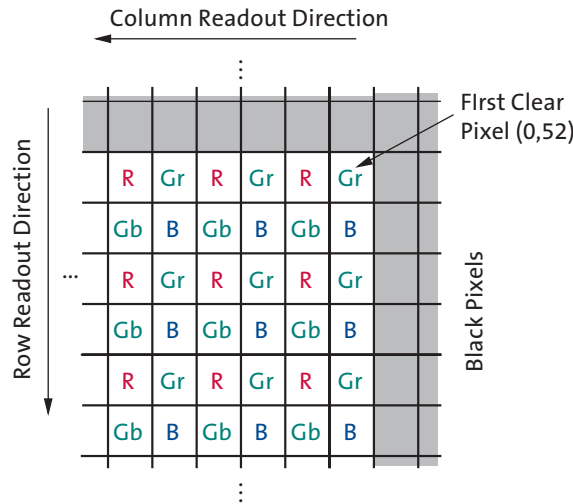 Column Readout Direction
...
FIrst Clear
Pixel (0,52)
R Gr R Gr R Gr
Gb B Gb B Gb B
R Gr R Gr R Gr
Gb B Gb B Gb B
R Gr R Gr R Gr
Gb B Gb B Gb B
Row Readout Direction
...
Black Pixels
...